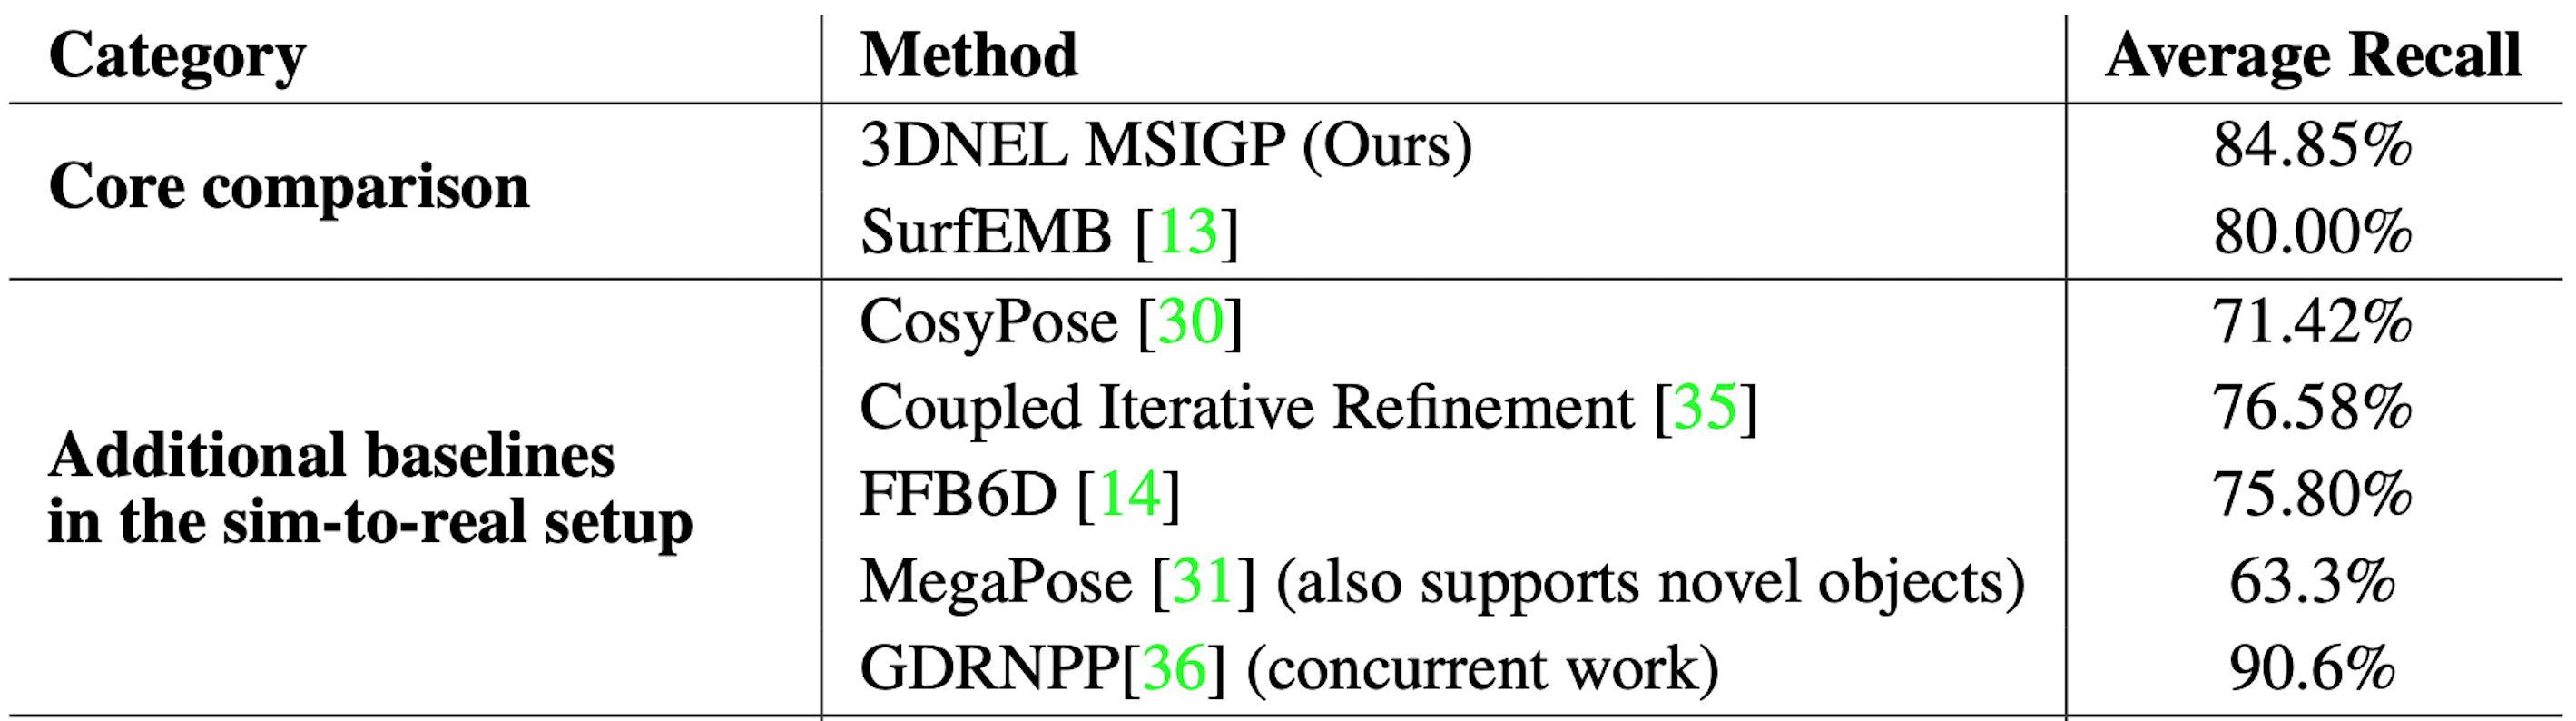 Category Method Average Recall
Core comparison
3DNEL MSIGP (Ours) 84.85%
SurfEMB [13] 80.00%
Additional baselines
in the sim-to-real setup
CosyPose [30] 71.42%
Coupled Iterative Refinement [35] 76.58%
FFB6D [14] 75.80%
MegaPose [31] (also supports novel objects) 63.3%
GDRNPP[36] (concurrent work) 90.6%